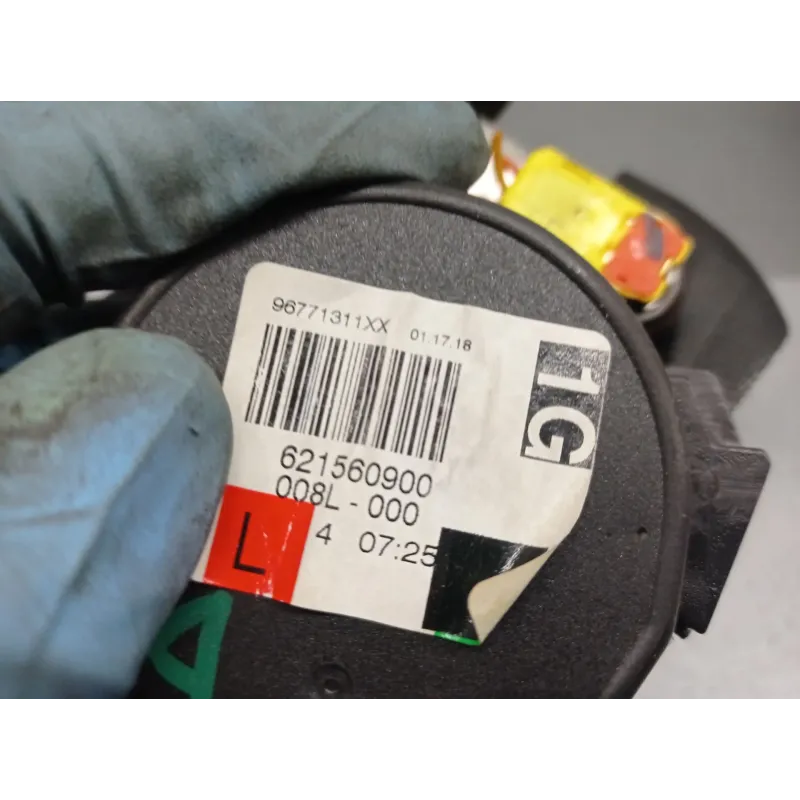 96771311XX 01.17.18
1G
621560900
008L - 000
L 4 07:25